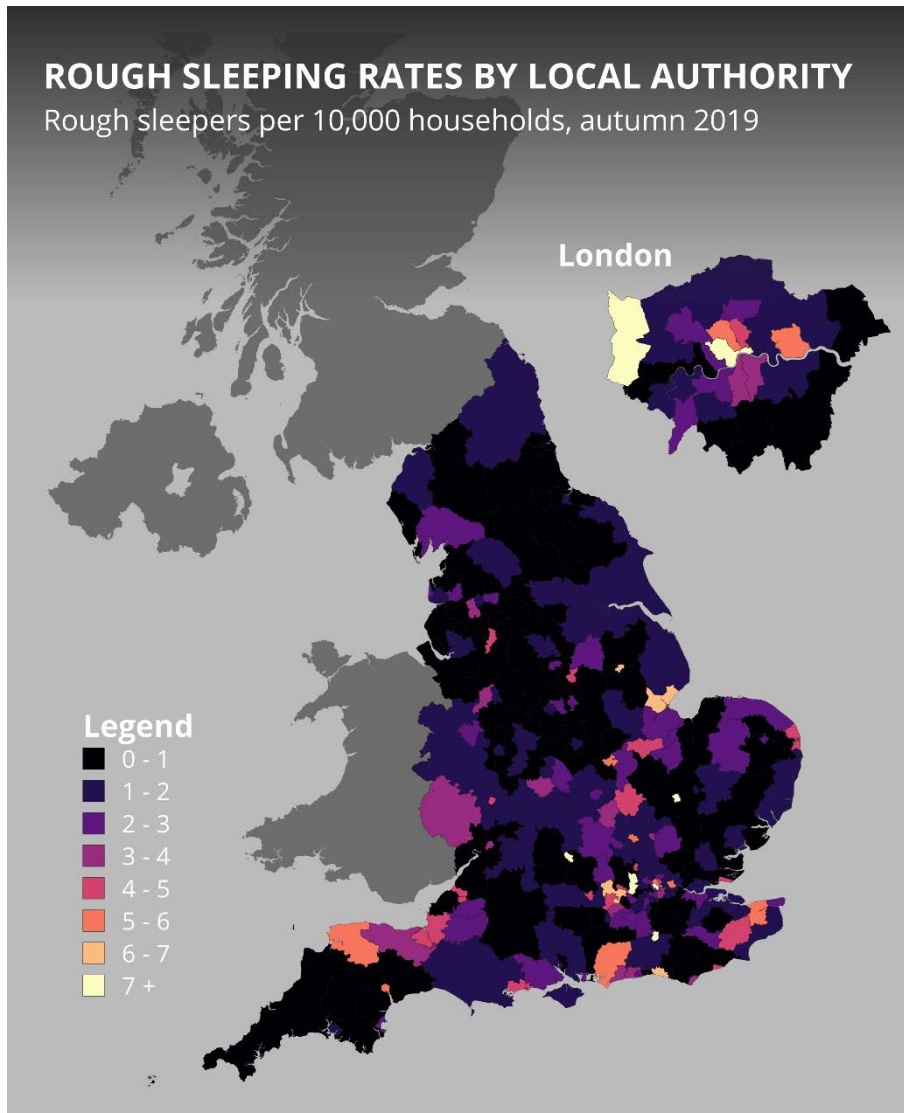 ROUGH SLEEPING RATES BY LOCAL AUTHORITY
Rough sleepers per 10,000 households, autumn 2019
London
Legend
0 - 1
1 - 2
2 - 3
3 - 4
4 - 5
5 - 6
6 - 7
7 +